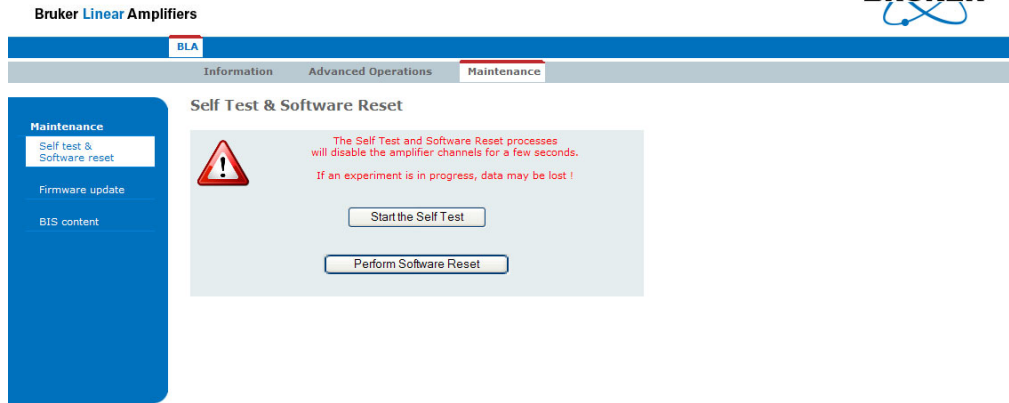 Bruker Linear Amplifiers
BLA
Information Advanced Operations Maintenance
Self Test & Software Reset
Maintenance
Self test &
Software reset
Firmware update
BIS content
The Self Test and Software Reset processes
will disable the amplifier channels for a few seconds.
If an experiment is in progress, data may be lost !
Start the Self Test
Perform Software Reset